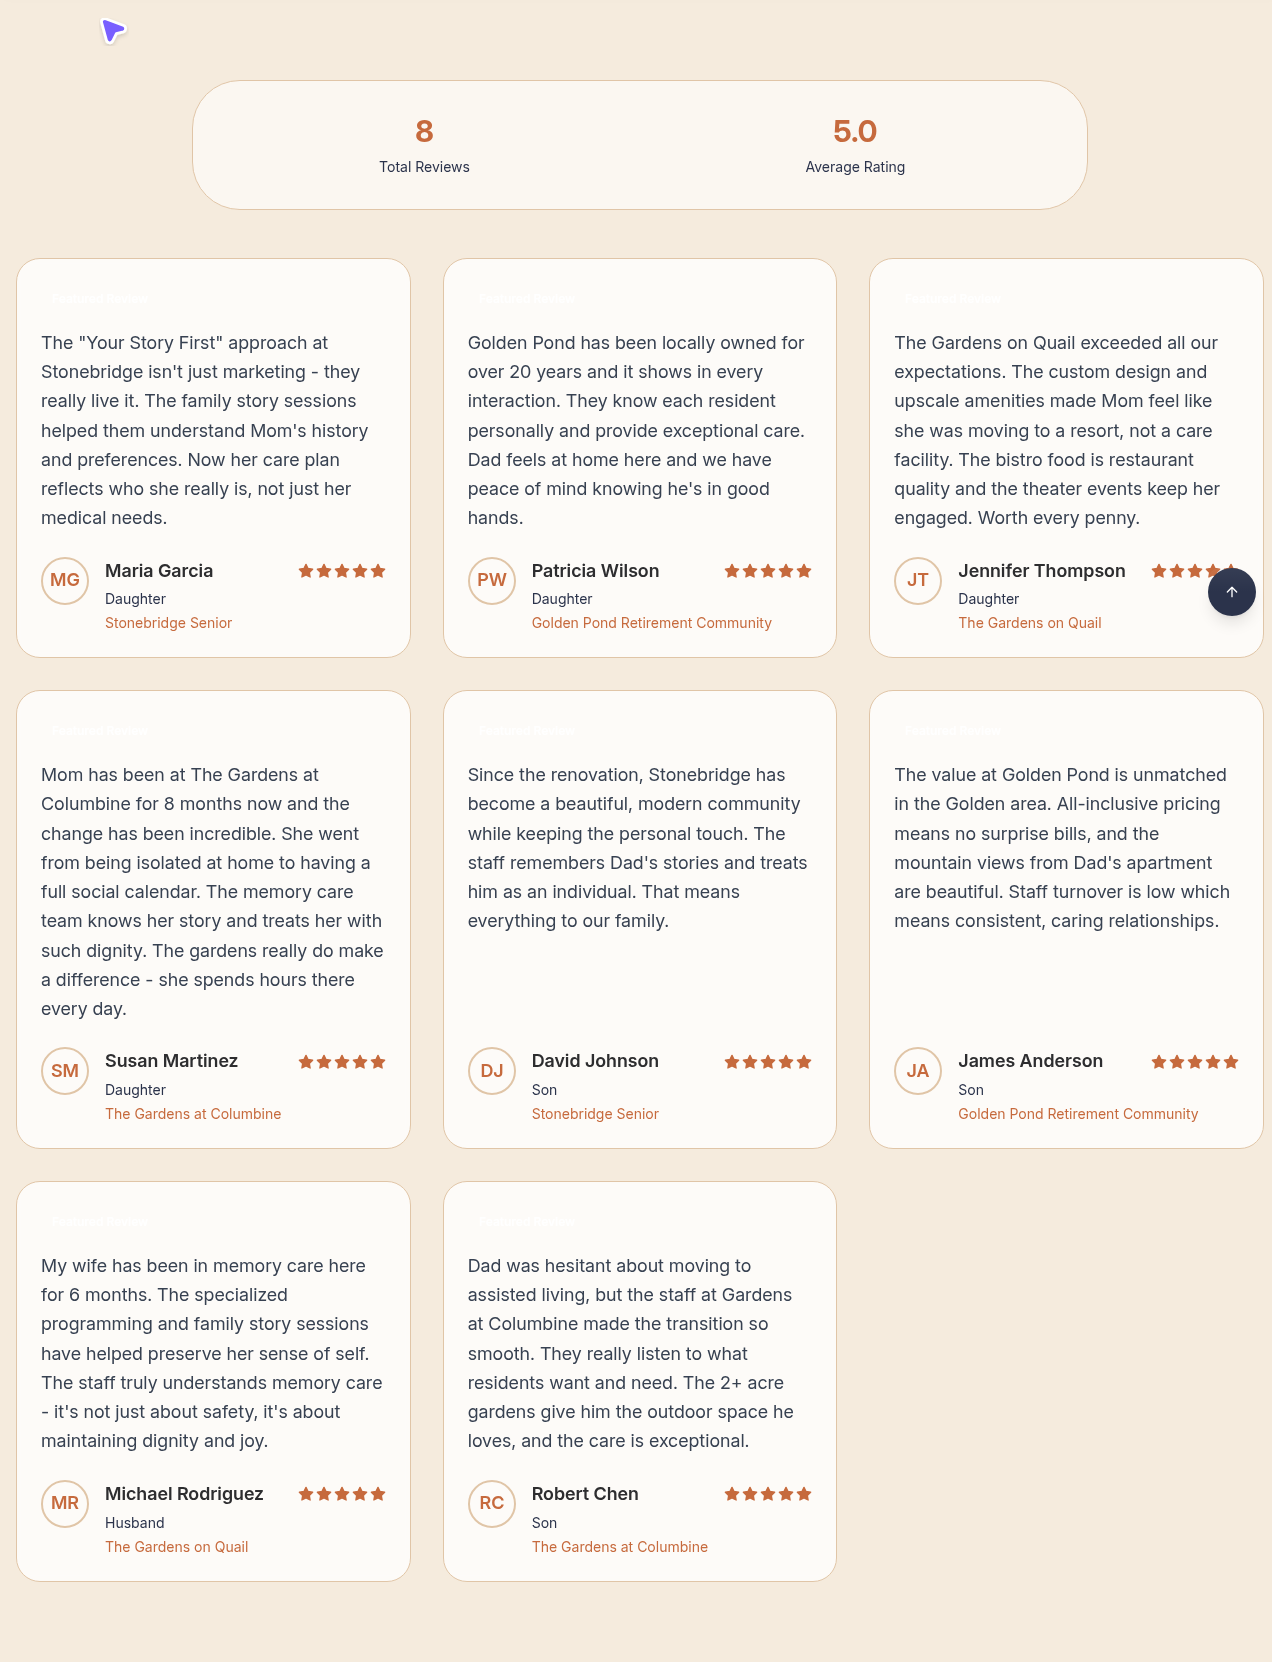 8
Total Reviews
5.0
Average Rating
Featured Review
The "Your Story First" approach at
Stonebridge isn't just marketing - they
really live it. The family story sessions
helped them understand Mom's history
and preferences. Now her care plan
reflects who she really is, not just her
medical needs.
MG
Maria Garcia
Daughter
Stonebridge Senior
Featured Review
Golden Pond has been locally owned for
over 20 years and it shows in every
interaction. They know each resident
personally and provide exceptional care.
Dad feels at home here and we have
peace of mind knowing he's in good
hands.
PW
Patricia Wilson
Daughter
Golden Pond Retirement Community
Featured Review
The Gardens on Quail exceeded all our
expectations. The custom design and
upscale amenities made Mom feel like
she was moving to a resort, not a care
facility. The bistro food is restaurant
quality and the theater events keep her
engaged. Worth every penny.
JT
Jennifer Thompson
Daughter
The Gardens on Quail
Featured Review
Mom has been at The Gardens at
Columbine for 8 months now and the
change has been incredible. She went
from being isolated at home to having a
full social calendar. The memory care
team knows her story and treats her with
such dignity. The gardens really do make
a difference - she spends hours there
every day.
SM
Susan Martinez
Daughter
The Gardens at Columbine
Featured Review
Since the renovation, Stonebridge has
become a beautiful, modern community
while keeping the personal touch. The
staff remembers Dad's stories and treats
him as an individual. That means
everything to our family.
DJ
David Johnson
Son
Stonebridge Senior
Featured Review
The value at Golden Pond is unmatched
in the Golden area. All-inclusive pricing
means no surprise bills, and the
mountain views from Dad's apartment
are beautiful. Staff turnover is low which
means consistent, caring relationships.
JA
James Anderson
Son
Golden Pond Retirement Community
Featured Review
My wife has been in memory care here
for 6 months. The specialized
programming and family story sessions
have helped preserve her sense of self.
The staff truly understands memory care
- it's not just about safety, it's about
maintaining dignity and joy.
MR
Michael Rodriguez
Husband
The Gardens on Quail
Featured Review
Dad was hesitant about moving to
assisted living, but the staff at Gardens
at Columbine made the transition so
smooth. They really listen to what
residents want and need. The 2+ acre
gardens give him the outdoor space he
loves, and the care is exceptional.
RC
Robert Chen
Son
The Gardens at Columbine